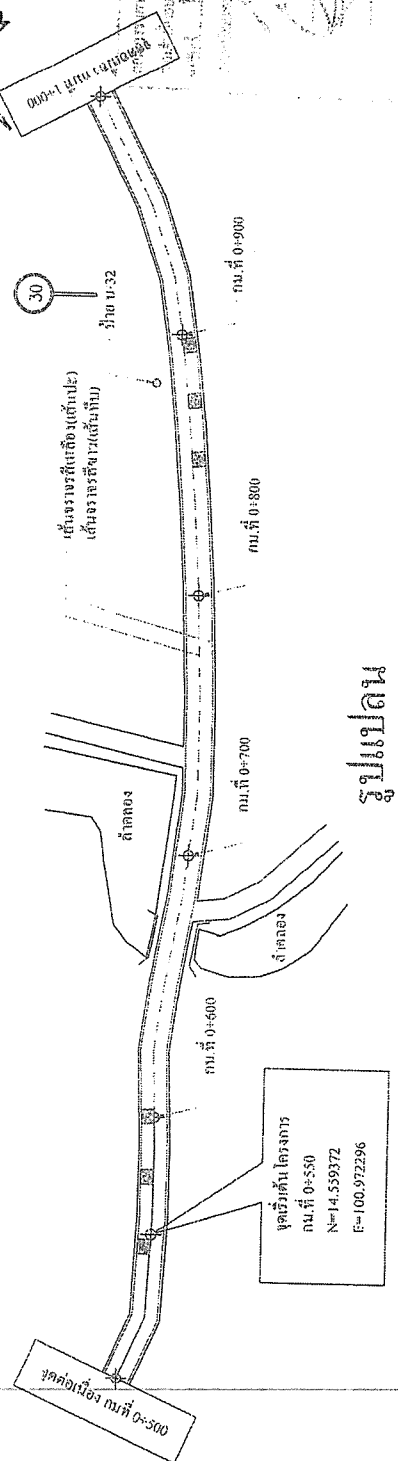 จุดต่อเนื่อง กม.ที่ 1+000
30
ป้าย บ-32
เส้นจราจรสีเหลือง(เส้นประ)
เส้นจราจรสีขาว(เส้นทึบ)
กม.ที่ 0+900
กม.ที่ 0+800
ลำคลอง
กม.ที่ 0+700
ลำคลอง
กม.ที่ 0+600
จุดเริ่มต้นโครงการ
กม.ที่ 0+550
N=14.559372
E=100.972296
จุดต่อเนื่อง กมที่ 0+500
รูปแปลน